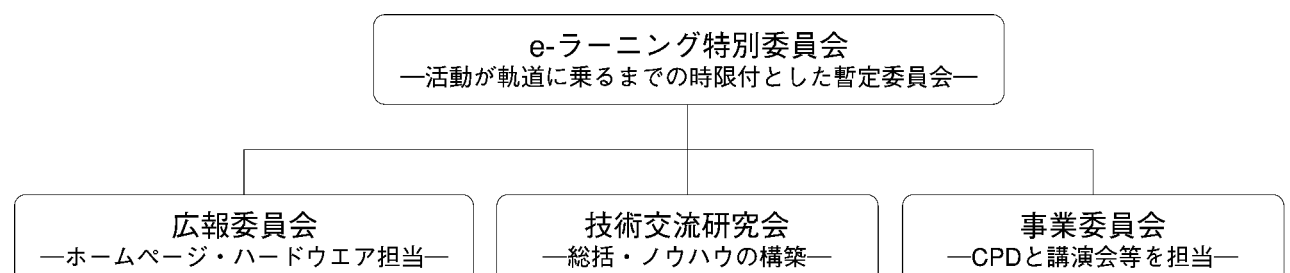 e-ラーニング特別委員会
―活動が軌道に乗るまでの時限付とした暫定委員会―
広報委員会
―ホームページ・ハードウエア担当―
技術交流研究会
―総括・ノウハウの構築―
事業委員会
―CPDと講演会等を担当―